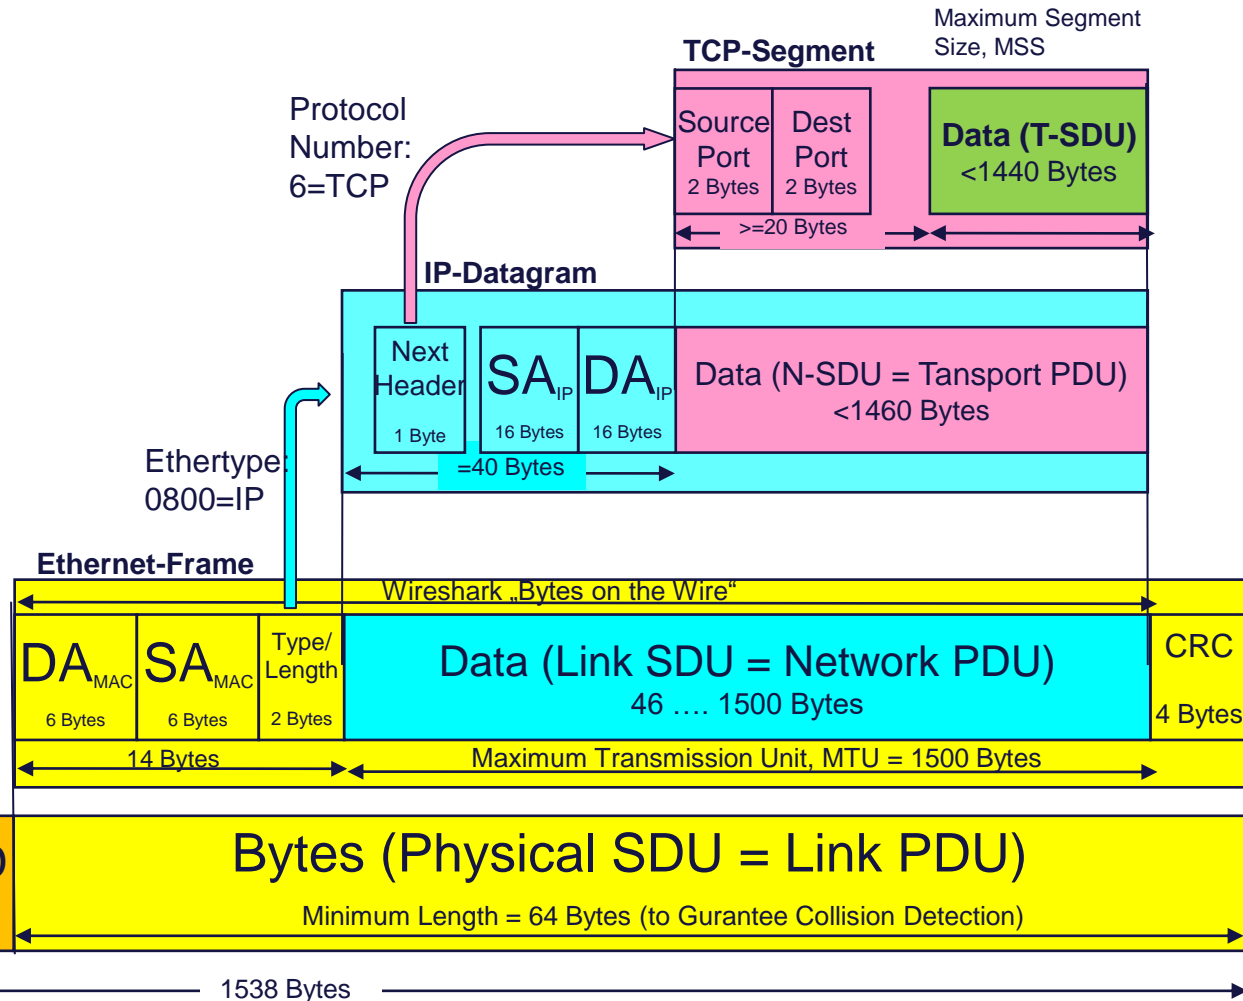 Maximum Segment
Size, MSS
TCP-Segment
Protocol
Number:
6=TCP
Source
Port
2 Bytes
Dest
Port
2 Bytes
Data (T-SDU)
<1440 Bytes
>=20 Bytes
IP-Datagram
Next
Header
1 Byte
SA IP
16 Bytes
DA IP
16 Bytes
Data (N-SDU = Tansport PDU)
<1460 Bytes
=40 Bytes
Ethertype:
0800=IP
Ethernet-Frame
Wireshark „Bytes on the Wire“
DA MAC
6 Bytes
SA MAC
6 Bytes
Type/
Length
2 Bytes
Data (Link SDU = Network PDU)
46 …. 1500 Bytes
CRC
4 Bytes
14 Bytes
Maximum Transmission Unit, MTU = 1500 Bytes
Bytes (Physical SDU = Link PDU)
Minimum Length = 64 Bytes (to Gurantee Collision Detection)
1538 Bytes